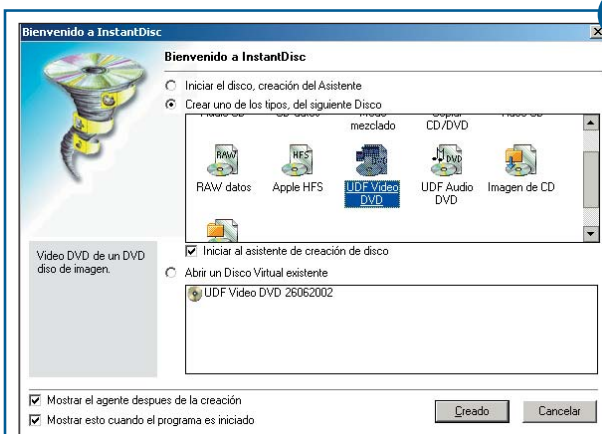 Bienvenido a InstantDisc
Bienvenido a InstantDisc
Iniciar el disco, creación del Asistente
Crear uno de los tipos, del siguiente Disco
mezclado
CD/DVD
RAW datos
Apple HFS
UDF Video DVD
UDF Audio DVD
Imagen de CD
Video DVD de un DVD
diso de imagen.
Iniciar al asistente de creación de disco
Abrir un Disco Virtual existente
UDF Video DVD 26062002
Mostrar el agente despues de la creación
Mostrar esto cuando el programa es iniciado
Creado
Cancelar